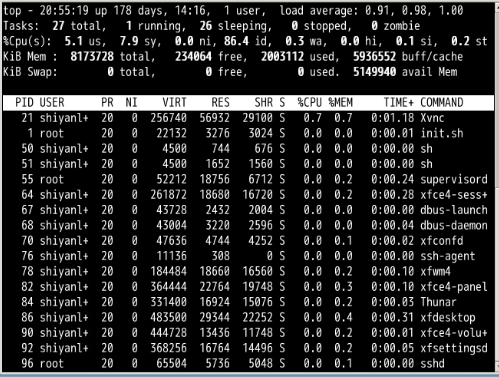 top - 20:55:19 up 178 days, 14:16, 1 user, load average: 0.91, 0.98, 1.00
Tasks: 27 total, 1 running, 26 sleeping, 0 stopped, 0 zombie
%Cpu(s): 5.1 us, 7.9 sy, 0.0 ni, 86.4 id, 0.3 wa, 0.0 hi, 0.1 si, 0.2 st
KiB Mem : 8173728 total, 234064 free, 2003112 used, 5936552 buff/cache
KiB Swap: 0 total, 0 free, 0 used. 5149940 avail Mem
PID USER PR NI VIRT RES SHR S %CPU %MEM TIME+ COMMAND
21 shiyanl+ 20 0 256740 56932 29100 S 0.7 0.7 0:01.18 Xvnc
1 root 20 0 22132 3276 3024 S 0.0 0.0 0:00.01 init.sh
50 shiyanl+ 20 0 4500 744 676 S 0.0 0.0 0:00.00 sh
51 shiyanl+ 20 0 4500 1652 1560 S 0.0 0.0 0:00.00 sh
55 root 20 0 52212 18756 6712 S 0.0 0.2 0:00.24 supervisord
64 shiyanl+ 20 0 261872 18680 16720 S 0.0 0.2 0:00.28 xfce4-sess+
67 shiyanl+ 20 0 43728 2432 2004 S 0.0 0.0 0:00.00 dbus-launch
68 shiyanl+ 20 0 43004 3220 2596 S 0.0 0.0 0:00.04 dbus-daemon
70 shiyanl+ 20 0 47636 4744 4252 S 0.0 0.1 0:00.02 xfconfd
76 shiyanl+ 20 0 11136 308 0 S 0.0 0.0 0:00.00 ssh-agent
78 shiyanl+ 20 0 184484 18660 16560 S 0.0 0.2 0:00.10 xfwm4
82 shiyanl+ 20 0 364444 22764 19748 S 0.0 0.3 0:00.10 xfce4-panel
84 shiyanl+ 20 0 331400 16924 15076 S 0.0 0.2 0:00.03 Thunar
86 shiyanl+ 20 0 483500 29344 22252 S 0.0 0.4 0:00.31 xfdesktop
90 shiyanl+ 20 0 444728 13436 11748 S 0.0 0.2 0:00.01 xfce4-volu+
92 shiyanl+ 20 0 368256 16764 14496 S 0.0 0.2 0:00.05 xfsettingsd
96 root 20 0 65504 5736 5048 S 0.0 0.1 0:00.00 sshd